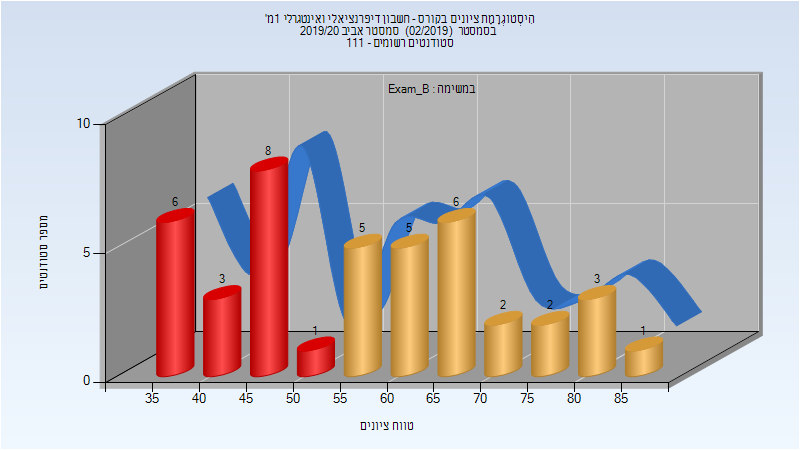 היסטוגרמת ציונים בקורס - חשבון דיפרנציאלי ואינטגרלי 1מ'
בסמסטר (02/2019) סמסטר אביב 2019/20
סטודנטים רשומים - 111
במשימה : Exam_B
10
5
0
מספר סטודנטים
6
3
8
1
5
5
6
2
2
3
1
35 40 45 50 55 60 65 70 75 80 85
טווח ציונים